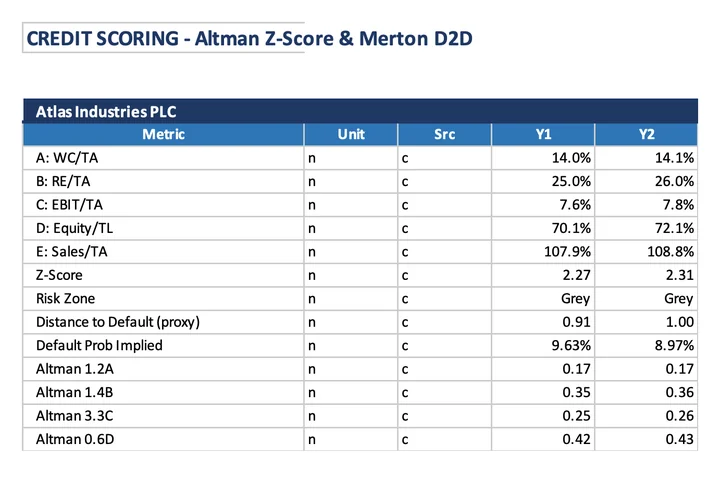 CREDIT SCORING - Altman Z-Score & Merton D2D
Atlas Industries PLC
Metric Unit Src Y1 Y2
A: WC/TA n c 14.0% 14.1%
B: RE/TA n c 25.0% 26.0%
C: EBIT/TA n c 7.6% 7.8%
D: Equity/TL n c 70.1% 72.1%
E: Sales/TA n c 107.9% 108.8%
Z-Score n c 2.27 2.31
Risk Zone n c Grey Grey
Distance to Default (proxy) n c 0.91 1.00
Default Prob Implied n c 9.63% 8.97%
Altman 1.2A n c 0.17 0.17
Altman 1.4B n c 0.35 0.36
Altman 3.3C n c 0.25 0.26
Altman 0.6D n c 0.42 0.43